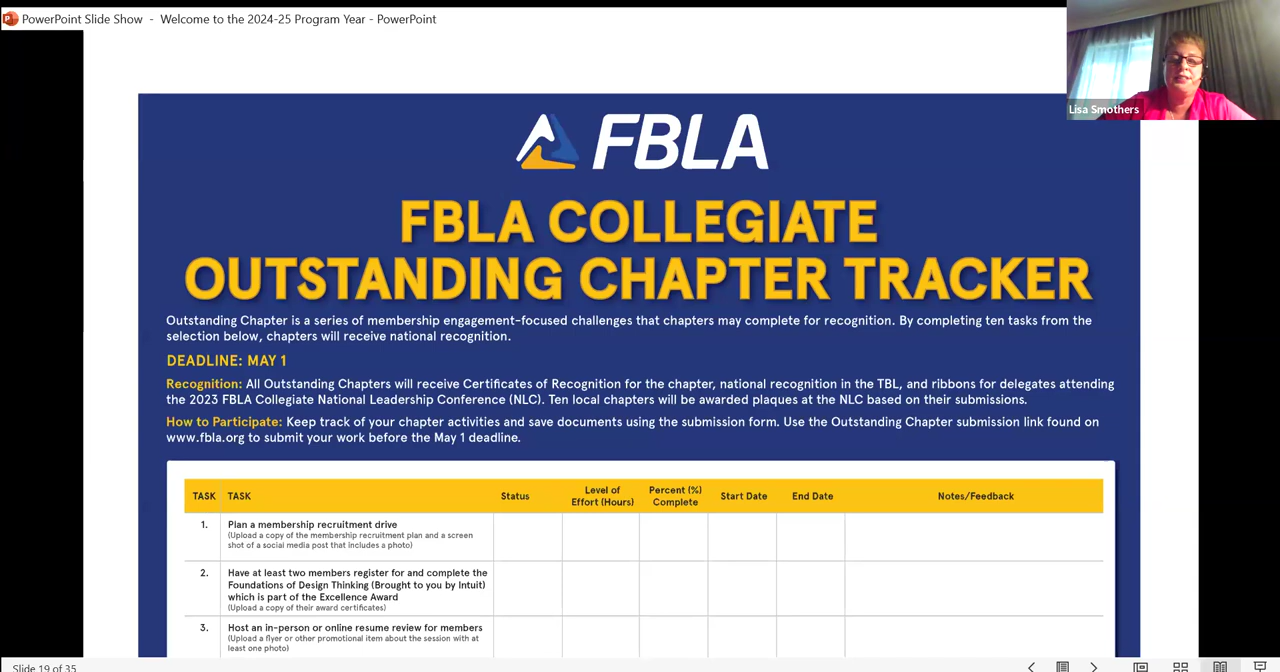 PowerPoint Slide Show - Welcome to the 2024-25 Program Year - PowerPoint
Lisa Smothers
FBLA
FBLA COLLEGIATE
OUTSTANDING CHAPTER TRACKER
Outstanding Chapter is a series of membership engagement-focused challenges that chapters may complete for recognition. By completing ten tasks from the
selection below, chapters will receive national recognition.
DEADLINE: MAY 1
Recognition: All Outstanding Chapters will receive Certificates of Recognition for the chapter, national recognition in the TBL, and ribbons for delegates attending
the 2023 FBLA Collegiate National Leadership Conference (NLC). Ten local chapters will be awarded plaques at the NLC based on their submissions.
How to Participate: Keep track of your chapter activities and save documents using the submission form. Use the Outstanding Chapter submission link found on
www.fbla.org to submit your work before the May 1 deadline.
TASK TASK Status Level of Effort (Hours) Percent (%) Complete Start Date End Date Notes/Feedback
1. Plan a membership recruitment drive
(Upload a copy of the membership recruitment plan and a screen
shot of a social media post that includes a photo)
2. Have at least two members register for and complete the
Foundations of Design Thinking (Brought to you by Intuit)
which is part of the Excellence Award
(Upload a copy of their award certificates)
3. Host an in-person or online resume review for members
(Upload a flyer or other promotional item about the session with at
least one photo)
Slide 19 of 35